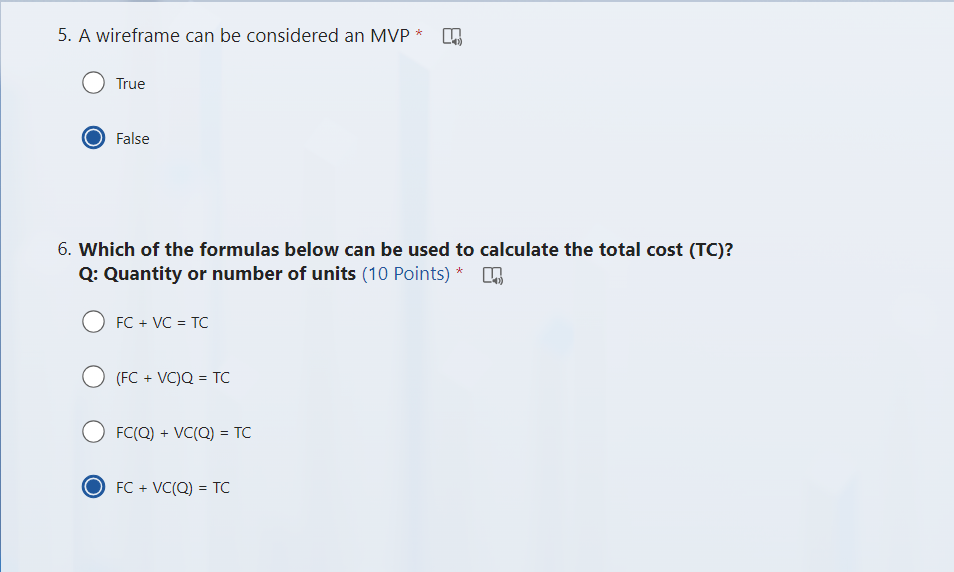 5. A wireframe can be considered an MVP *
True
False
6. Which of the formulas below can be used to calculate the total cost (TC)?
Q: Quantity or number of units (10 Points) *
FC + VC = TC
(FC + VC)Q = TC
FC(Q) + VC(Q) = TC
FC + VC(Q) = TC